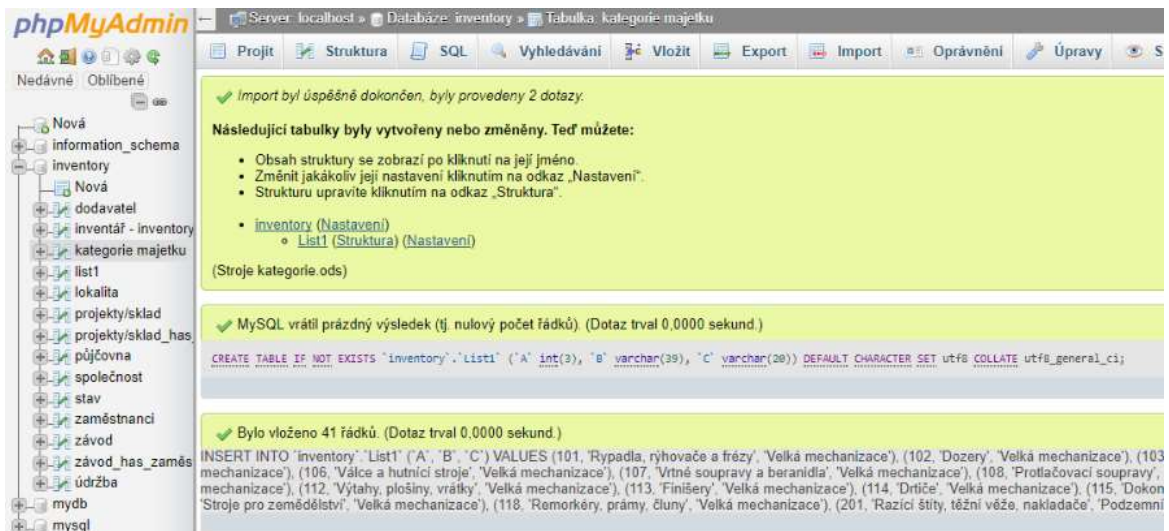 phpMyAdmin
Nedávné Oblíbené
Nová
information_schema
inventory
Nová
dodavatel
inventář - inventory
kategorie majetku
list1
lokalita
projekty/sklad
projekty/sklad_has_
půjčovna
společnost
stav
zaměstnanci
závod
závod_has_zaměs
údržba
mydb
mysql
Server: localhost » Databáze: inventory » Tabulka: kategorie majetku
Projít Struktura SQL Vyhledávání Vložit Export Import Oprávnění Úpravy S
Import byl úspěšně dokončen, byly provedeny 2 dotazy.
Následující tabulky byly vytvořeny nebo změněny. Teď můžete:
• Obsah struktury se zobrazí po kliknutí na její jméno.
• Změnit jakákoliv její nastavení kliknutím na odkaz „Nastavení“.
• Strukturu upravíte kliknutím na odkaz „Struktura“.
• inventory (Nastavení)
List1 (Struktura) (Nastavení)
(Stroje kategorie.ods)
MySQL vrátil prázdný výsledek (tj. nulový počet řádků). (Dotaz trval 0,0000 sekund.)
CREATE TABLE IF NOT EXISTS `inventory`.`List1` (`A` int(3), `B` varchar(39), `C` varchar(20)) DEFAULT CHARACTER SET utf8 COLLATE utf8_general_ci;
Bylo vloženo 41 řádků. (Dotaz trval 0,0000 sekund.)
INSERT INTO `inventory`.`List1` (`A`, `B`, `C`) VALUES (101, 'Rypadla, rýhovače a frézy', 'Velká mechanizace'), (102, 'Dozery', 'Velká mechanizace'), (103
mechanizace'), (106, 'Válce a hutnící stroje', 'Velká mechanizace'), (107, 'Vrtné soupravy a beranidla', 'Velká mechanizace'), (108, 'Protlačovací soupravy',
mechanizace'), (112, 'Výtahy, plošiny, vrátky', 'Velká mechanizace'), (113, 'Finišery', 'Velká mechanizace'), (114, 'Drtiče', 'Velká mechanizace'), (115, 'Dokon
'Stroje pro zemědělství', 'Velká mechanizace'), (118, 'Remorkéry, prámy, čluny', 'Velká mechanizace'), (201, 'Razící štíty, těžní věže, nakladače', 'Podzemní